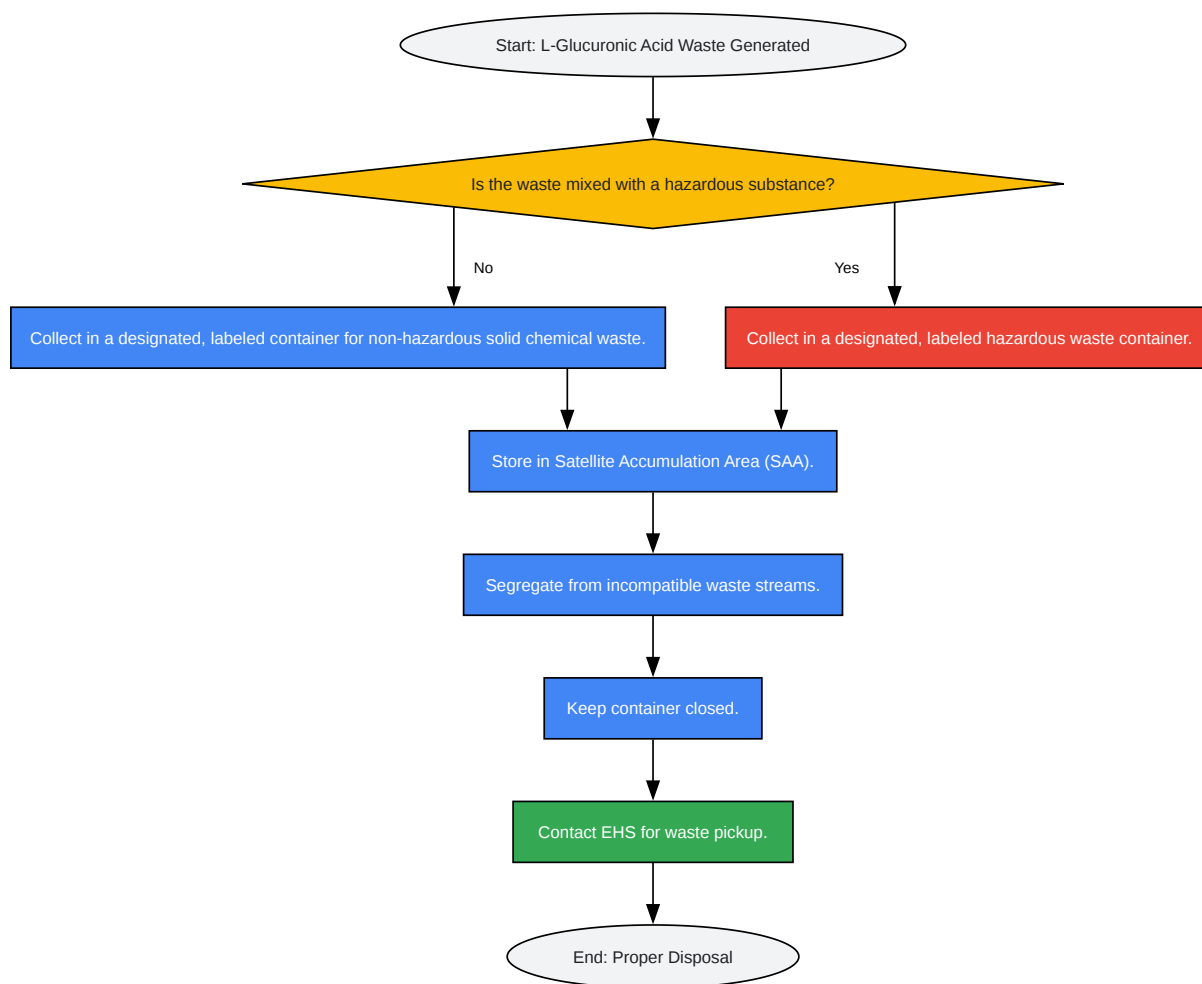 Start: L-Glucuronic Acid Waste Generated
Is the waste mixed with a hazardous substance?
No
Yes
Collect in a designated, labeled container for non-hazardous solid chemical waste.
Collect in a designated, labeled hazardous waste container.
Store in Satellite Accumulation Area (SAA).
Segregate from incompatible waste streams.
Keep container closed.
Contact EHS for waste pickup.
End: Proper Disposal